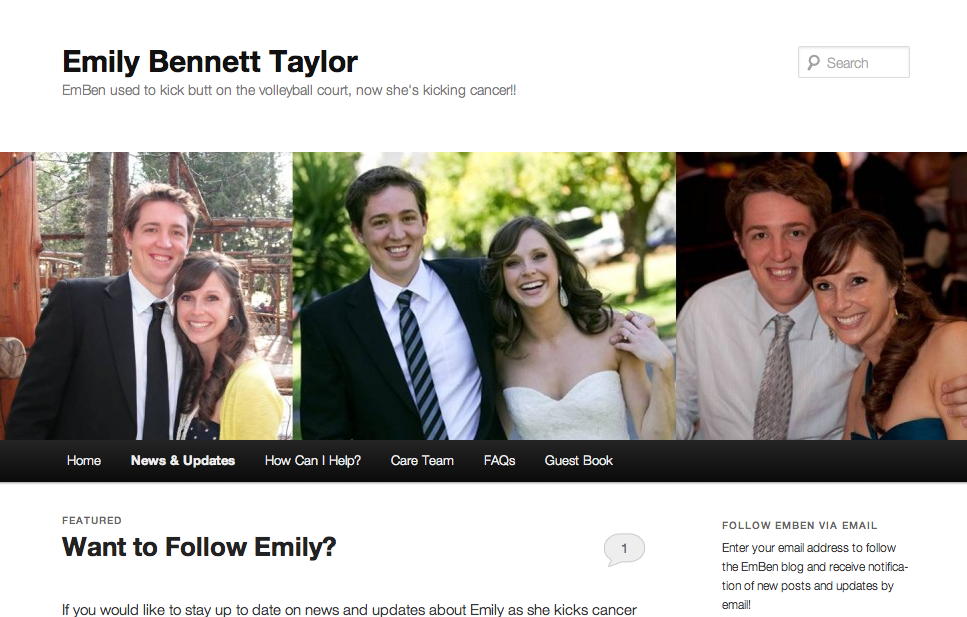 Emily Bennett Taylor
EmBen used to kick butt on the volleyball court, now she's kicking cancer!!
Search
Home
News & Updates
How Can I Help?
Care Team
FAQs
Guest Book
FEATURED
Want to Follow Emily?
1
If you would like to stay up to date on news and updates about Emily as she kicks cancer
FOLLOW EMBEN VIA EMAIL
Enter your email address to follow
the EmBen blog and receive notifica-
tion of new posts and updates by
email!